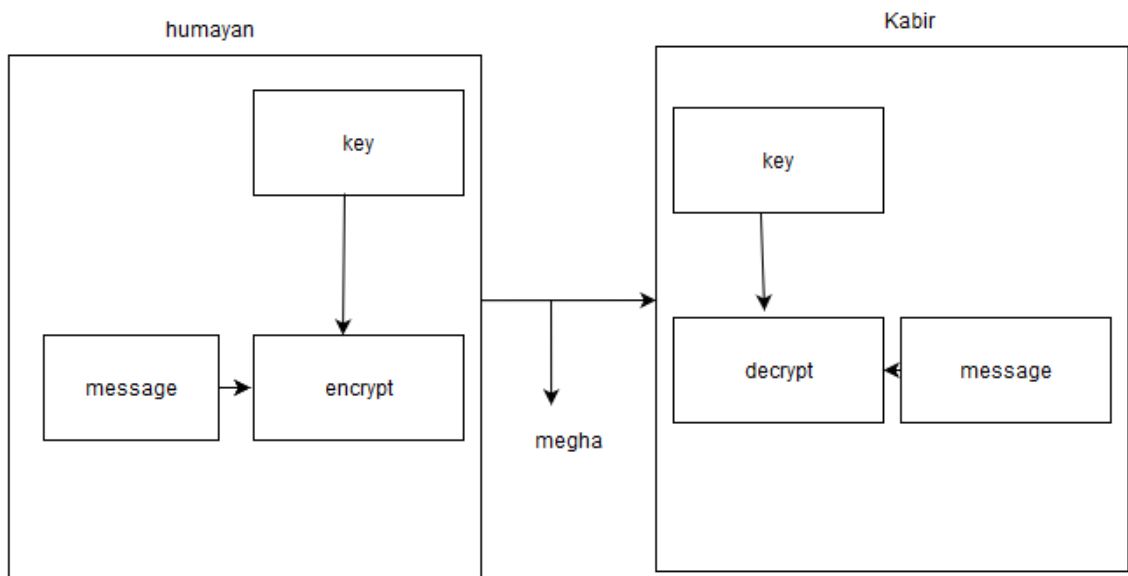 humayan
key
message
encrypt
megha
Kabir
key
decrypt
message